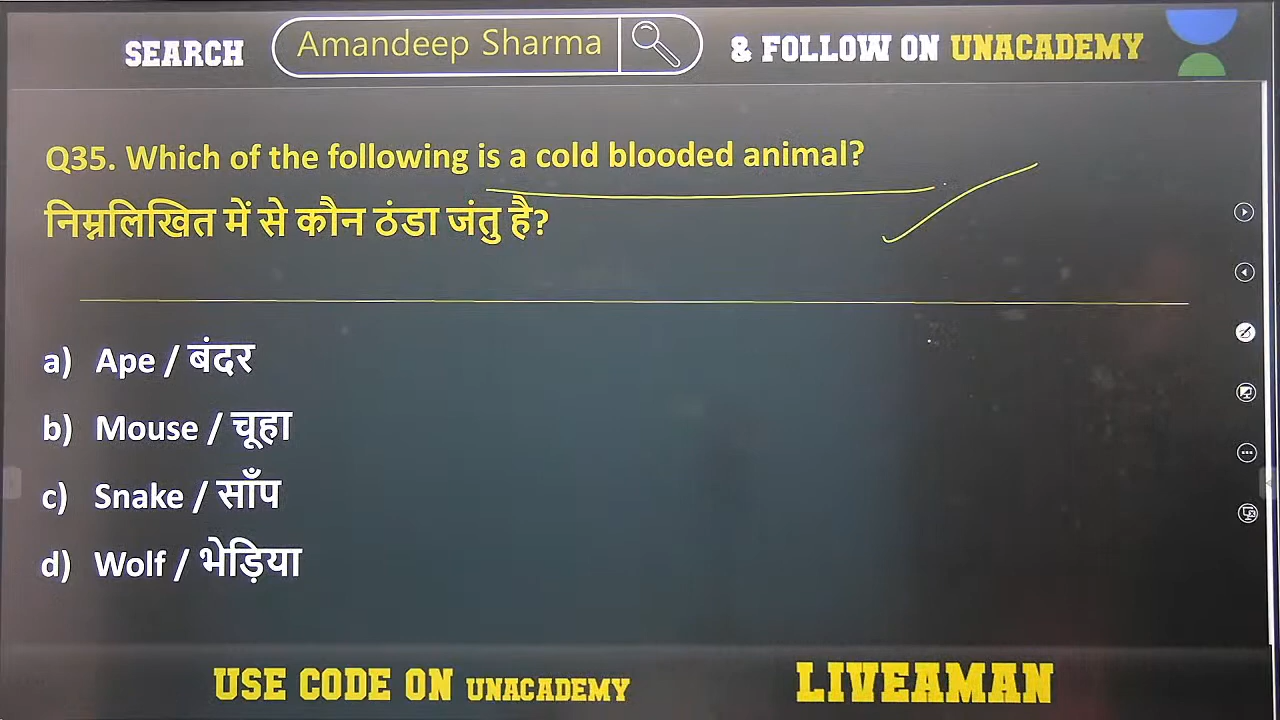 SEARCH Amandeep Sharma & FOLLOW ON UNACADEMY
Q35. Which of the following is a cold blooded animal?
निम्नलिखित में से कौन ठंडा जंतु है?
a) Ape / बंदर
b) Mouse / चूहा
c) Snake / साँप
d) Wolf / भेड़िया
USE CODE ON UNACADEMY LIVEAMAN